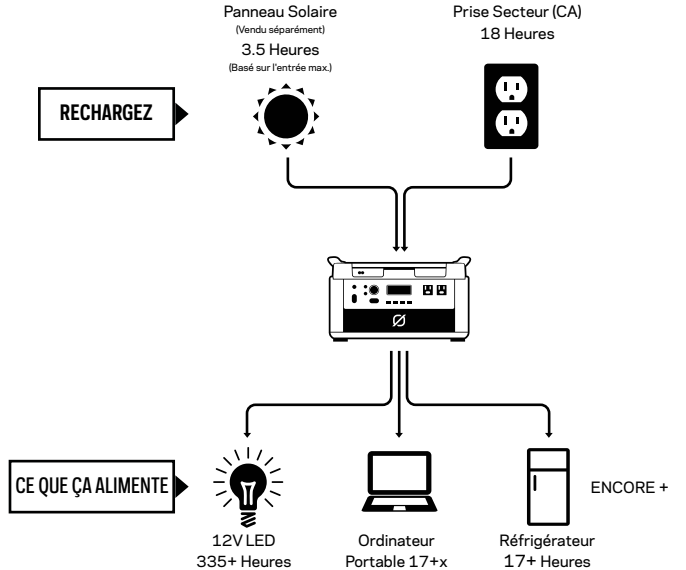 Panneau Solaire
(Vendu séparément)
3.5 Heures
(Basé sur l'entrée max.)
Prise Secteur (CA)
18 Heures
RECHARGEZ
CE QUE ÇA ALIMENTE
12V LED
335+ Heures
Ordinateur
Portable 17+x
Réfrigérateur
17+ Heures
ENCORE +